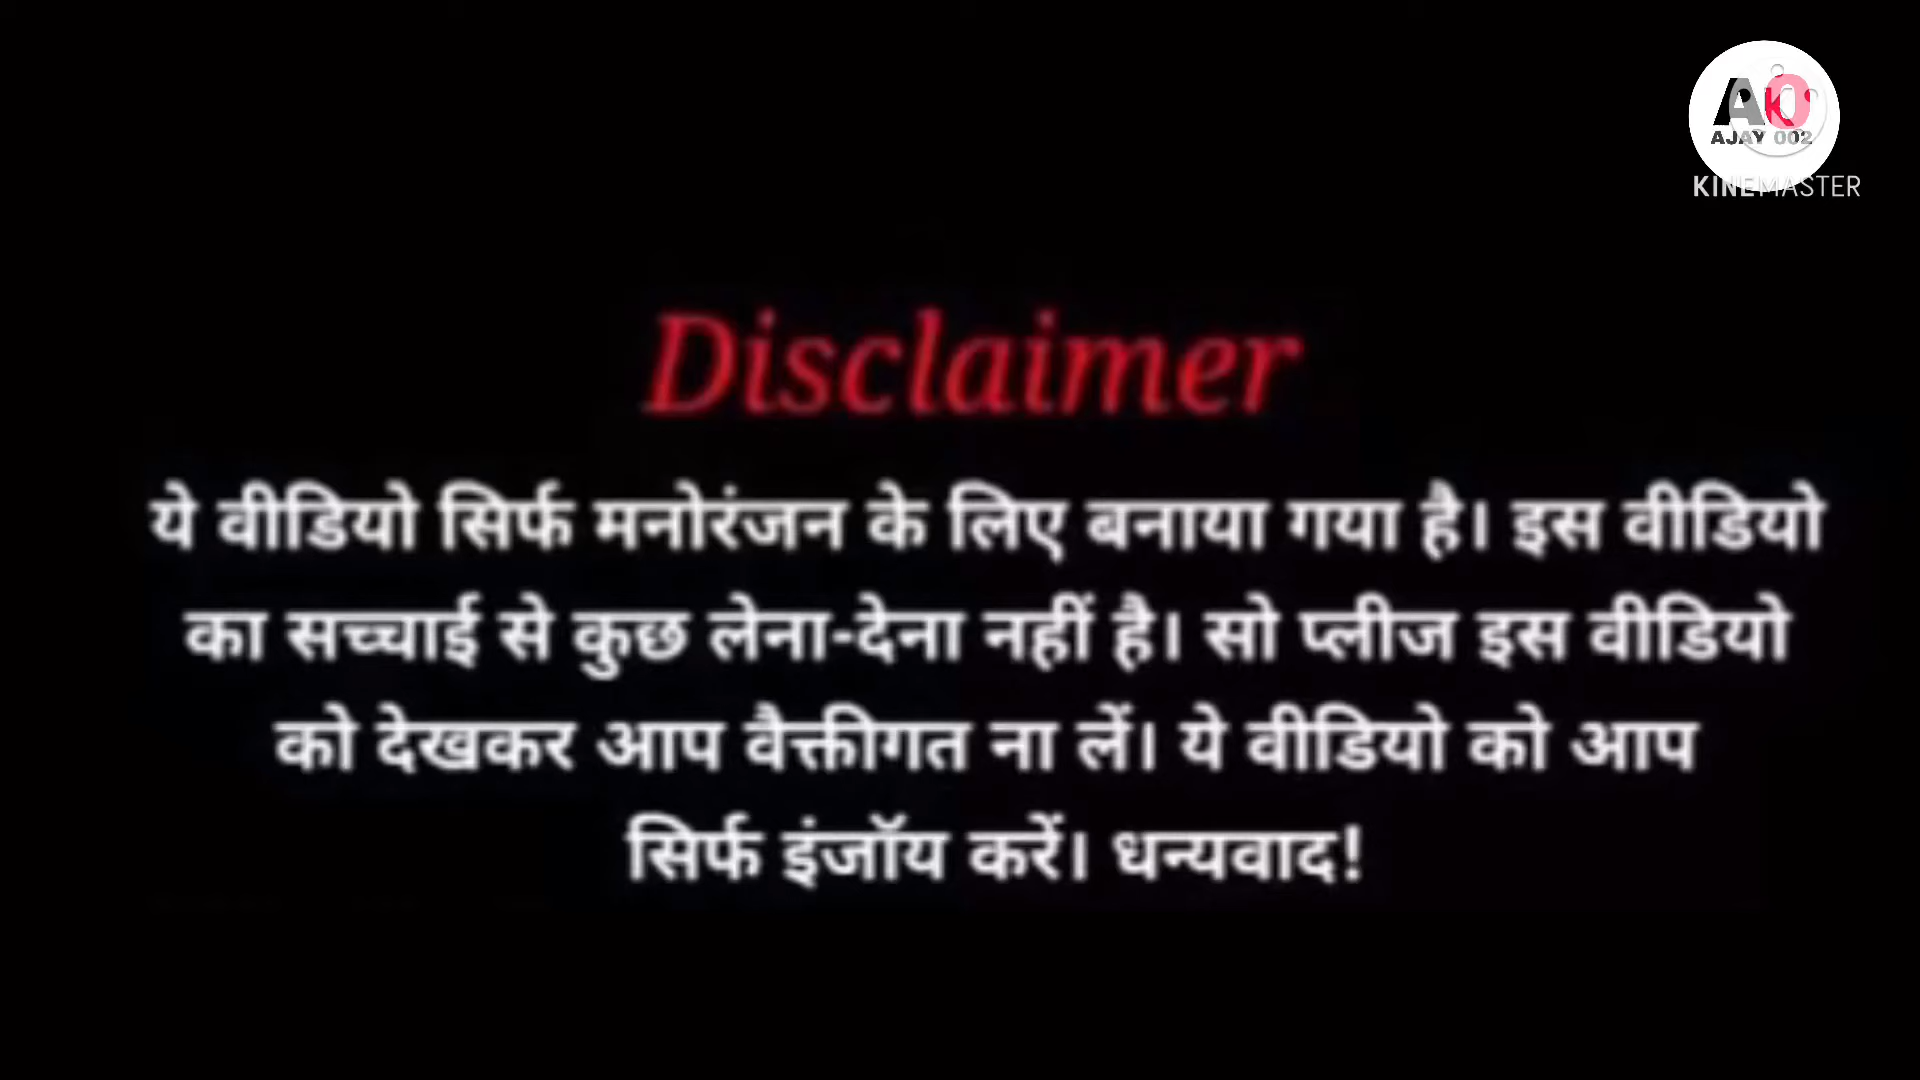 AJAY 002
KINEMASTER
Disclaimer
ये वीडियो सिर्फ मनोरंजन के लिए बनाया गया है। इस वीडियो
का सच्चाई से कुछ लेना-देना नहीं है। सो प्लीज इस वीडियो
को देखकर आप वैक्तीगत ना लें। ये वीडियो को आप
सिर्फ इंजॉय करें। धन्यवाद!